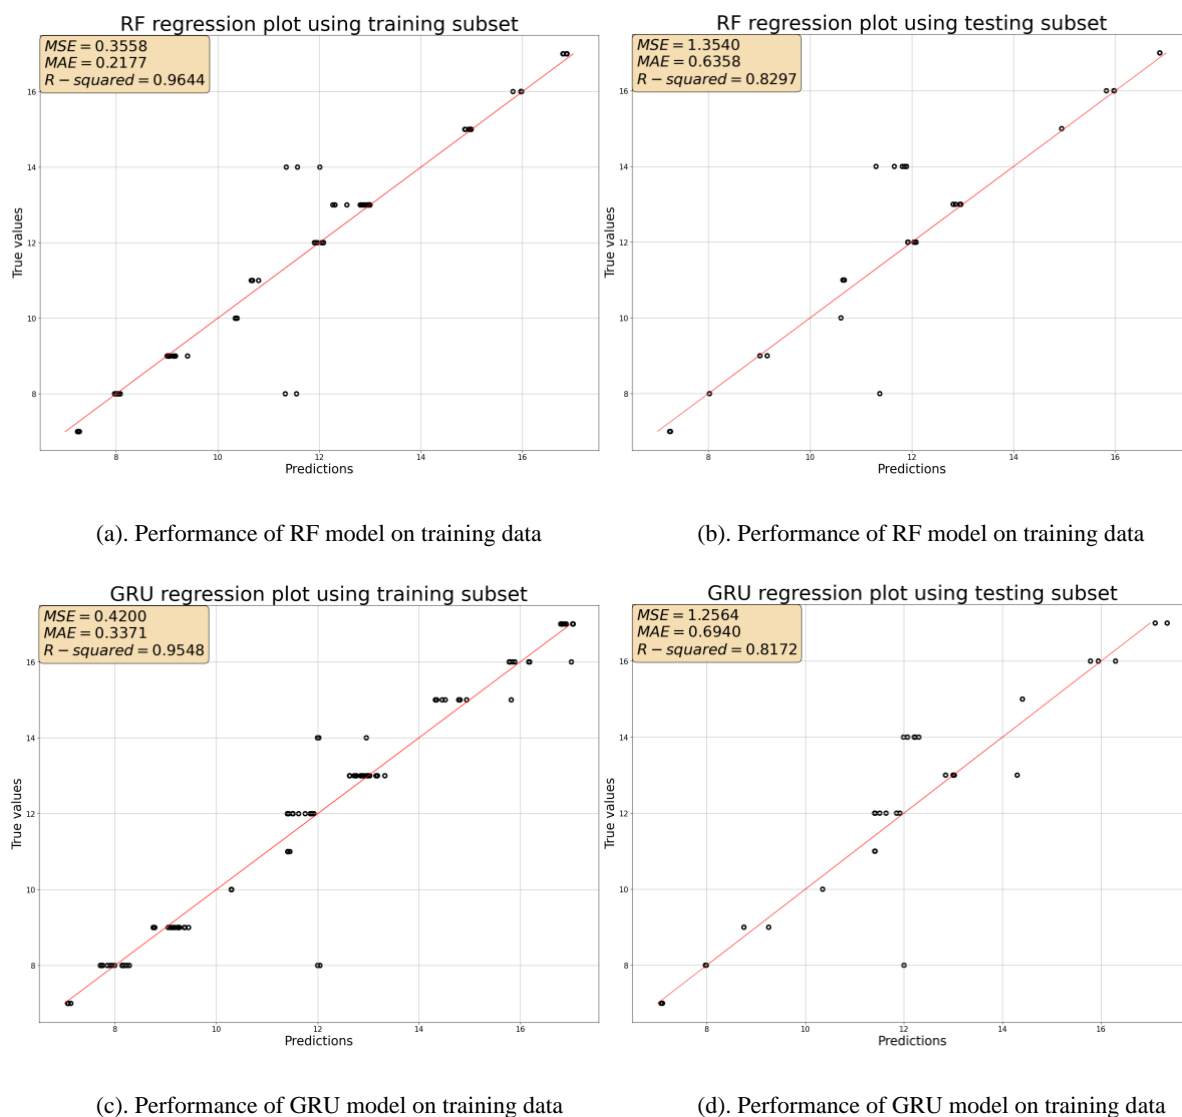 RF regression plot using training subset
MSE = 0.3558
MAE = 0.2177
R − squared = 0.9644
16
14
12
10
8
True values
8 10 12 14 16
Predictions
RF regression plot using testing subset
MSE = 1.3540
MAE = 0.6358
R − squared = 0.8297
16
14
12
10
8
True values
8 10 12 14 16
Predictions
(a). Performance of RF model on training data
(b). Performance of RF model on training data
GRU regression plot using training subset
MSE = 0.4200
MAE = 0.3371
R − squared = 0.9548
16
14
12
10
8
True values
8 10 12 14 16
Predictions
GRU regression plot using testing subset
MSE = 1.2564
MAE = 0.6940
R − squared = 0.8172
16
14
12
10
8
True values
8 10 12 14 16
Predictions
(c). Performance of GRU model on training data
(d). Performance of GRU model on training data